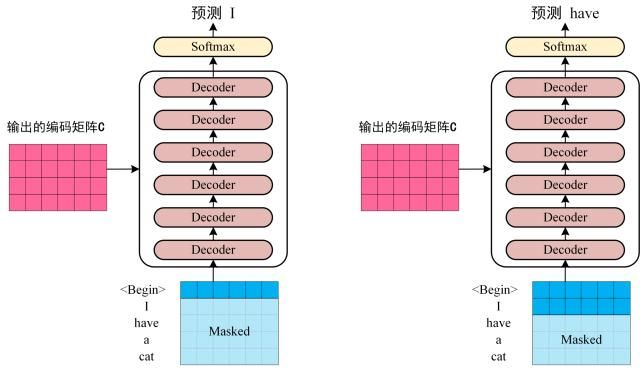 预测 I
Softmax
Decoder
Decoder
Decoder
Decoder
Decoder
Decoder
输出的编码矩阵C
<Begin>
I
have
a
cat
Masked
预测 have
Softmax
Decoder
Decoder
Decoder
Decoder
Decoder
Decoder
输出的编码矩阵C
<Begin>
I
have
a
cat
Masked